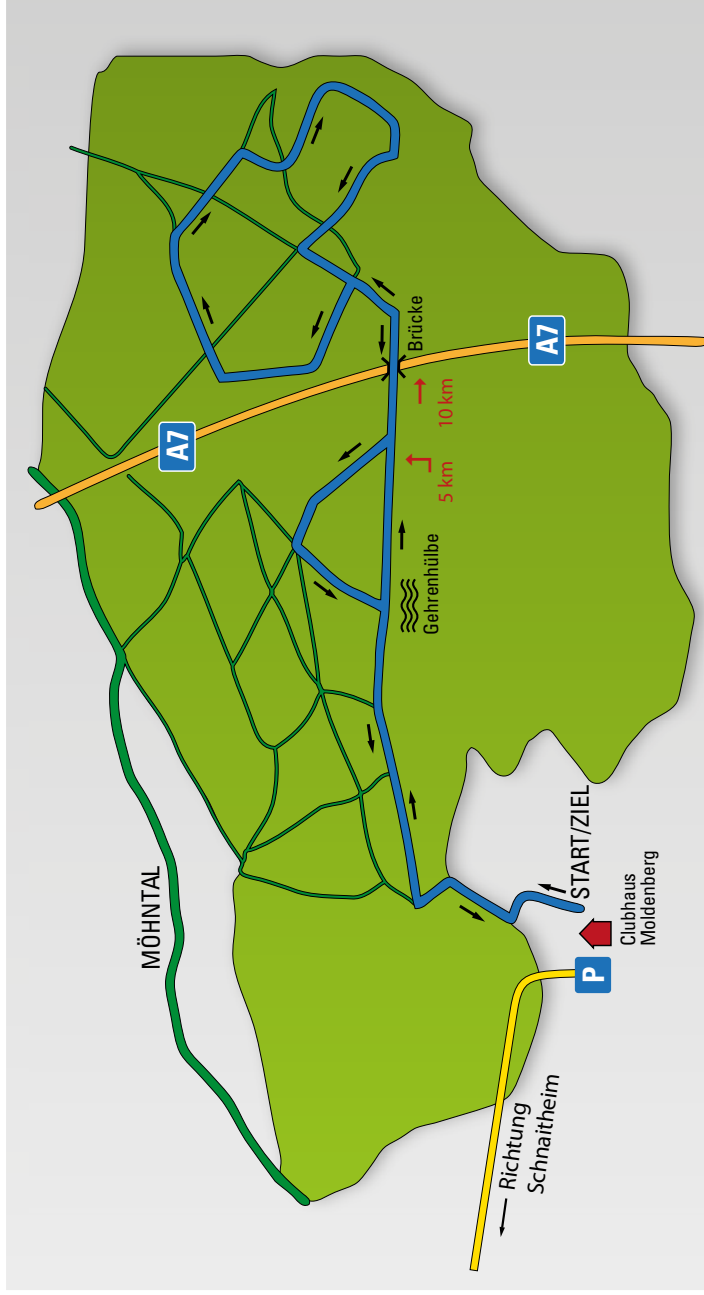 MÖHNTAL
A7
A7
Brücke
10 km
5 km
Gehrenhülbe
START/ZIEL
Clubhaus
Moldenberg
P
Richtung
Schnaitheim